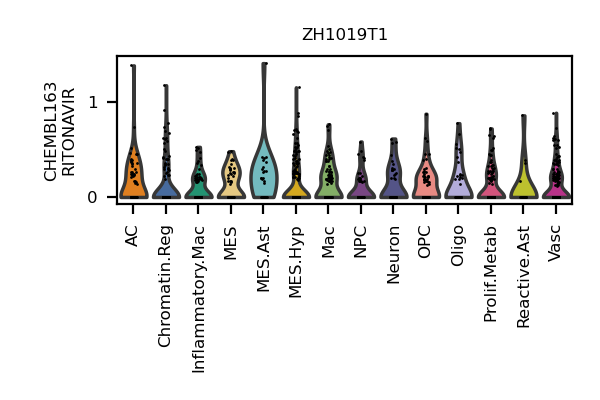 ZH1019T1
CHEMBL163
RITONAVIR
1
0
AC
Chromatin.Reg
Inflammatory.Mac
MES
MES.Ast
MES.Hyp
Mac
NPC
Neuron
OPC
Oligo
Prolif.Metab
Reactive.Ast
Vasc